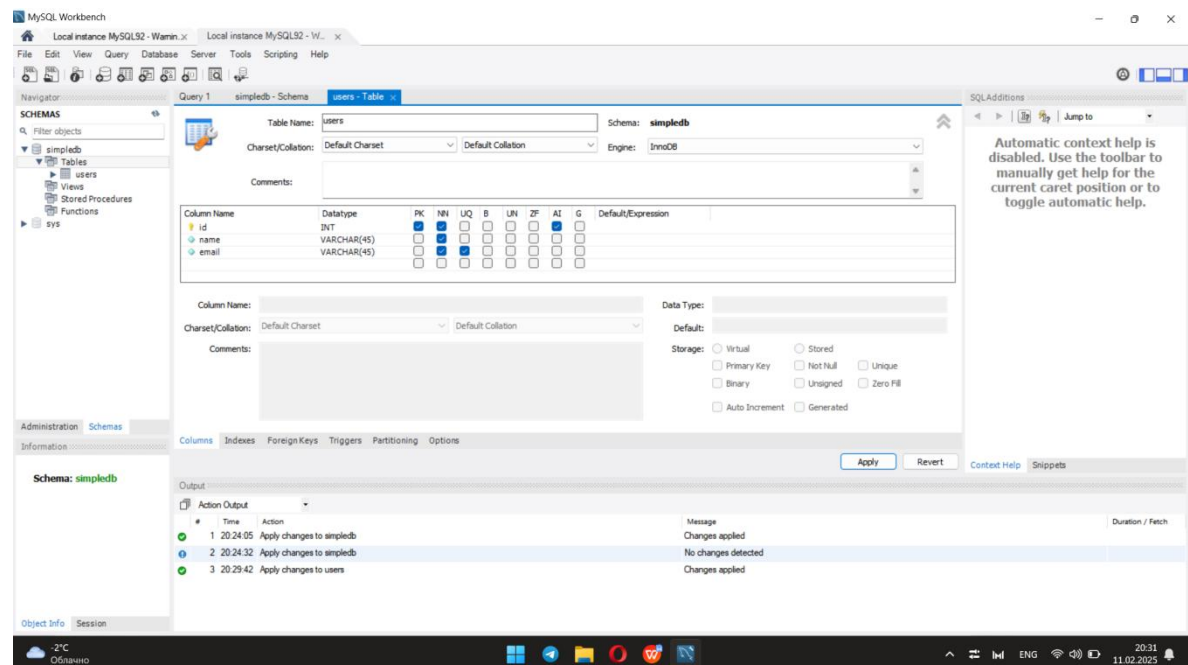 MySQL Workbench
Local instance MySQL92 - Warnin.. x Local instance MySQL92 - W... x
File Edit View Query Database Server Tools Scripting Help
Navigator
SCHEMAS
Filter objects
simpledb
Tables
users
Views
Stored Procedures
Functions
sys
Administration Schemas
Information
Schema: simpledb
Object Info Session
Query 1 simpledb - Schema users - Table x
Table Name: users Schema: simpledb
Charset/Collation: Default Charset Default Collation Engine: InnoDB
Comments:
Column Name Datatype PK NN UQ B UN ZF AI G Default/Expression
id INT
name VARCHAR(45)
email VARCHAR(45)
Column Name: Data Type:
Charset/Collation: Default Charset Default Collation Default:
Comments: Storage: Virtual Stored
Primary Key Not Null Unique
Binary Unsigned Zero Fill
Auto Increment Generated
Columns Indexes Foreign Keys Triggers Partitioning Options
Apply Revert
Output
Action Output
# Time Action Message Duration / Fetch
1 20:24:05 Apply changes to simpledb Changes applied
2 20:24:32 Apply changes to simpledb No changes detected
3 20:29:42 Apply changes to users Changes applied
SQLAdditions
Jump to
Automatic context help is
disabled. Use the toolbar to
manually get help for the
current caret position or to
toggle automatic help.
Context Help Snippets
-2°C
Облачно
ENG
20:31
11.02.2025